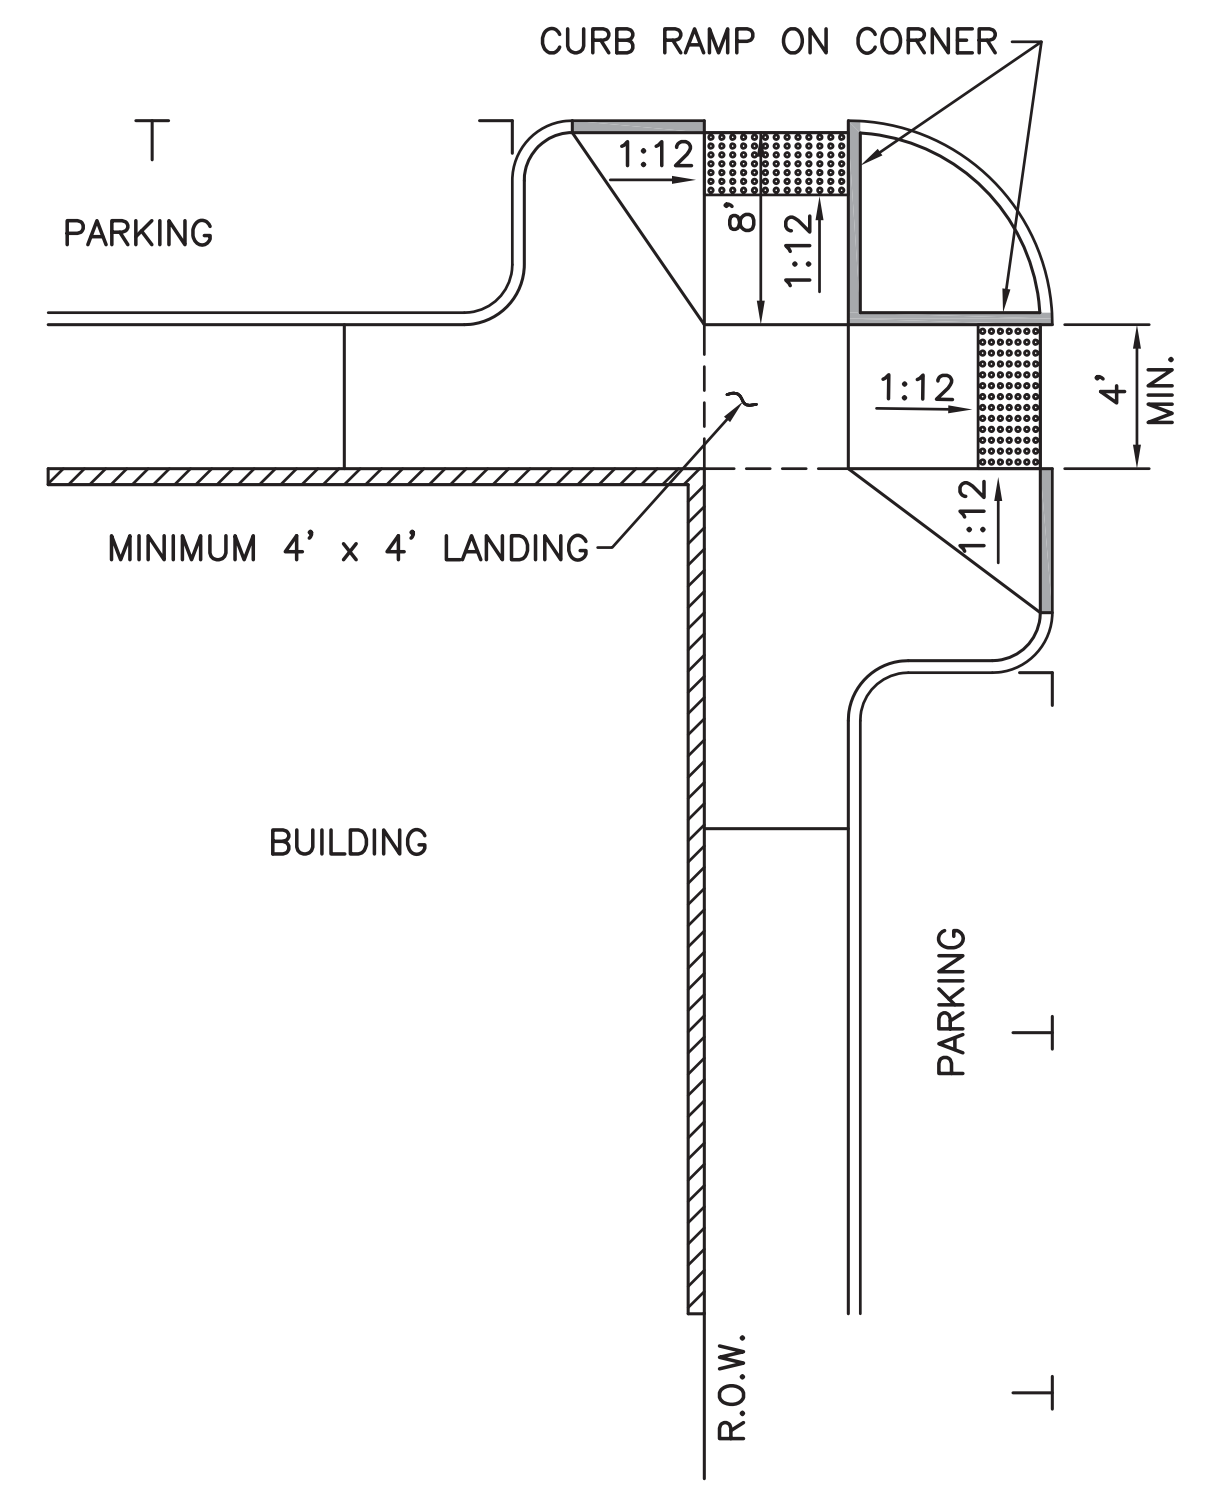 CURB RAMP ON CORNER
1:12
PARKING
8'
1:12
1:12
4'
MIN.
1:12
MINIMUM 4' x 4' LANDING
BUILDING
PARKING
R.O.W.